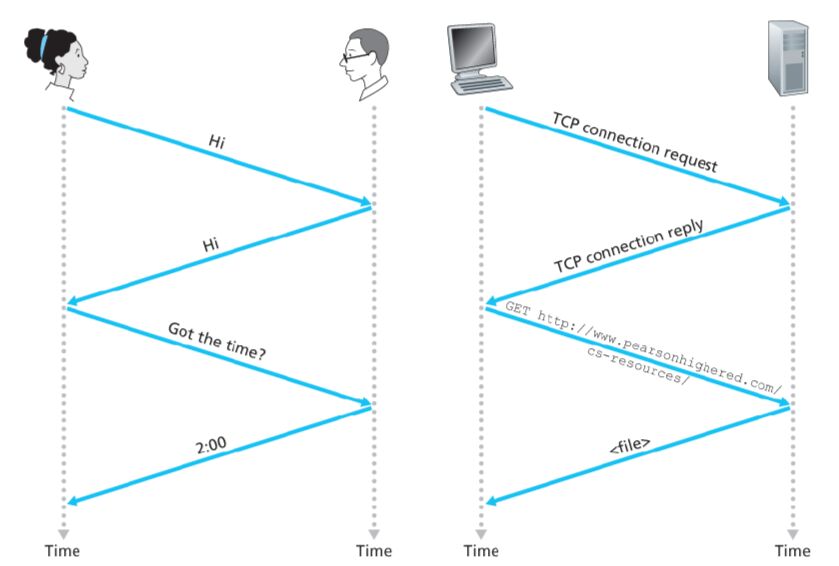 Hi
Hi
Got the time?
2:00
Time
Time
TCP connection request
TCP connection reply
GET http://www.pearsonhighered.com/
cs-resources/
<file>
Time
Time